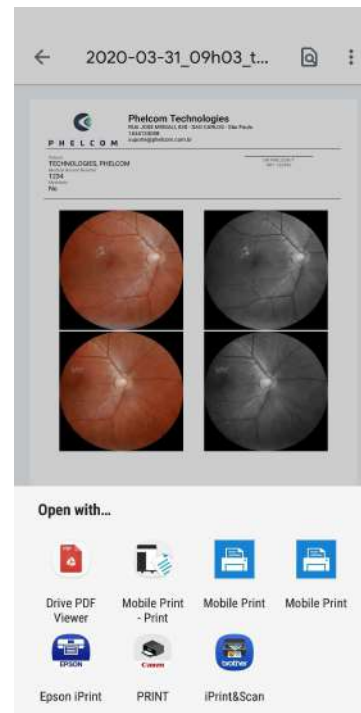 2020-03-31_09h03_t...
PHELCOM
Phelcom Technologies
TECHNOLOGIES, PHELCOM
1234
No
Open with...
Drive PDF Viewer
Mobile Print - Print
Mobile Print
Mobile Print
EPSON
Canon
brother
Epson iPrint
PRINT
iPrint&Scan